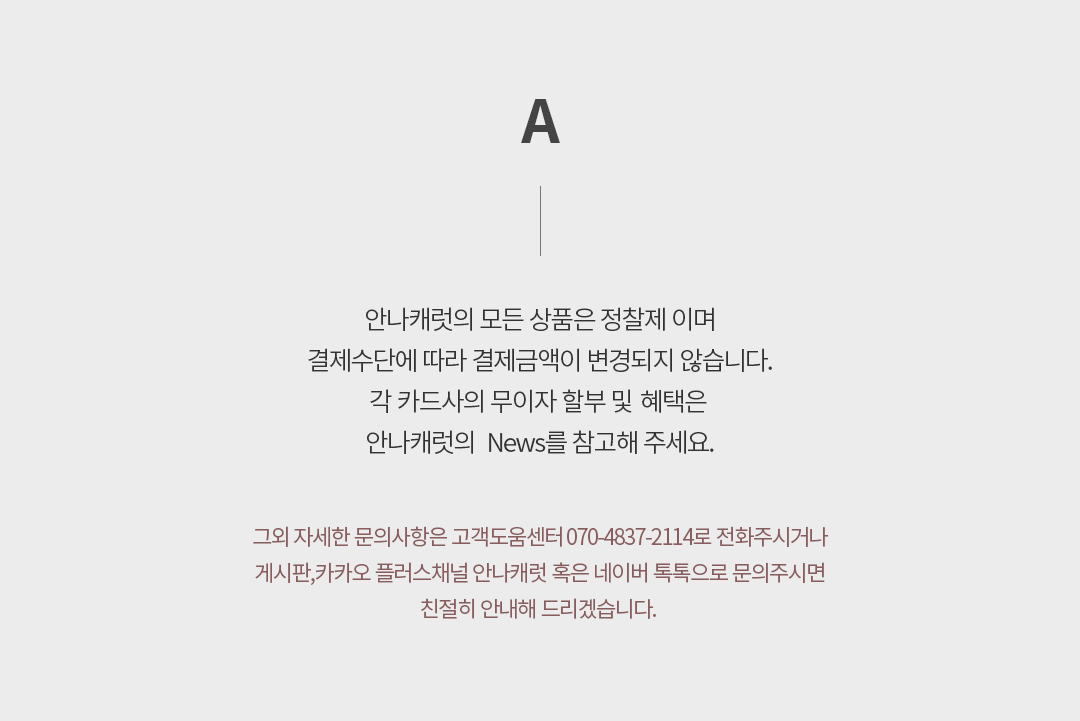 A
안나캐럿의 모든 상품은 정찰제 이며
결제수단에 따라 결제금액이 변경되지 않습니다.
각 카드사의 무이자 할부 및 혜택은
안나캐럿의 News를 참고해 주세요.
그외 자세한 문의사항은 고객도움센터 070-4837-2114로 전화주시거나
게시판,카카오 플러스채널 안나캐럿 혹은 네이버 톡톡으로 문의주시면
친절히 안내해 드리겠습니다.